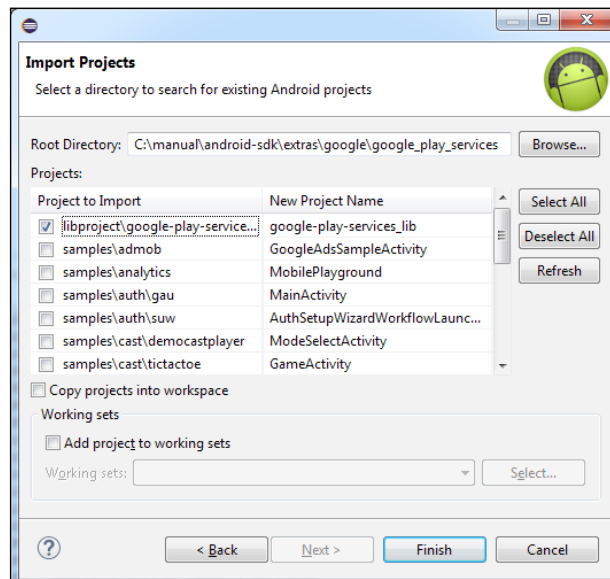 Import Projects
Select a directory to search for existing Android projects
Root Directory: C:\manual\android-sdk\extras\google\google_play_services Browse...
Projects:
Project to Import New Project Name Select All
libproject\google-play-service... google-play-services_lib
samples\admob GoogleAdsSampleActivity Deselect All
samples\analytics MobilePlayground Refresh
samples\auth\gau MainActivity
samples\auth\suw AuthSetupWizardWorkflowLaunc...
samples\cast\democastplayer ModeSelectActivity
samples\cast\tictactoe GameActivity
Copy projects into workspace
Working sets
Add project to working sets
Working sets: Select...
? < Back Next > Finish Cancel